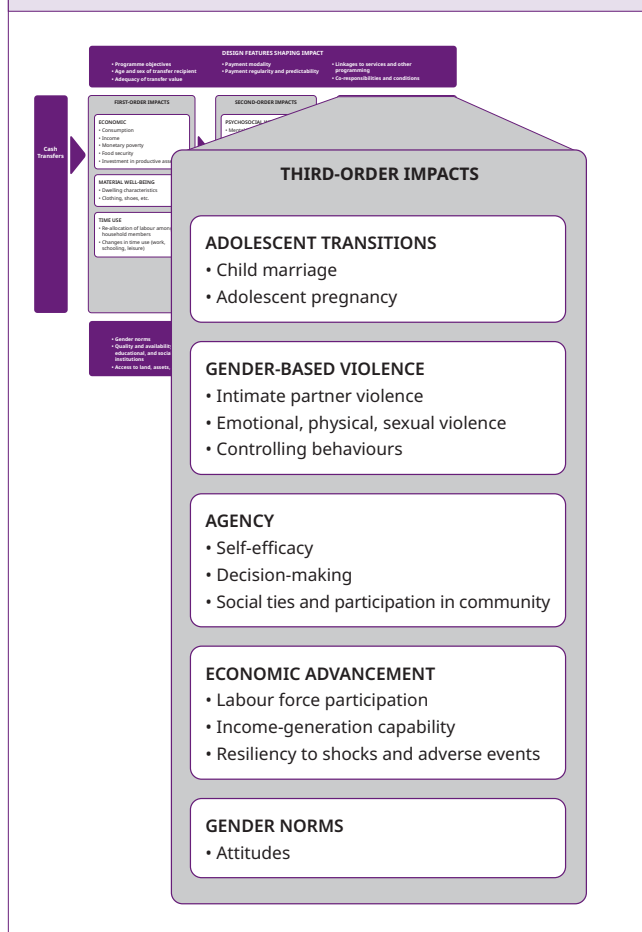 DESIGN FEATURES SHAPING IMPACT
• Programme objectives
• Age and sex of transfer recipient
• Adequacy of transfer value
• Payment modality
• Payment regularity and predictability
• Linkages to services and other
programming
• Co-responsibilities and conditions
Cash
Transfers
FIRST-ORDER IMPACTS
ECONOMIC
• Consumption
• Income
• Monetary poverty
• Food security
• Investment in productive
MATERIAL WELL-BEING
• Dwelling characteristics
• Clothing, shoes, etc.
TIME USE
• Re-allocation of labour
household members
• Changes in time use (work,
schooling, leisure)
SECOND-ORDER IMPACTS
PSYCHOSOCIAL
• Gender norms
• Quality and
educational, and
institutions
• Access to land, assets,
THIRD-ORDER IMPACTS
ADOLESCENT TRANSITIONS
• Child marriage
• Adolescent pregnancy
GENDER-BASED VIOLENCE
• Intimate partner violence
• Emotional, physical, sexual violence
• Controlling behaviours
AGENCY
• Self-efficacy
• Decision-making
• Social ties and participation in community
ECONOMIC ADVANCEMENT
• Labour force participation
• Income-generation capability
• Resiliency to shocks and adverse events
GENDER NORMS
• Attitudes